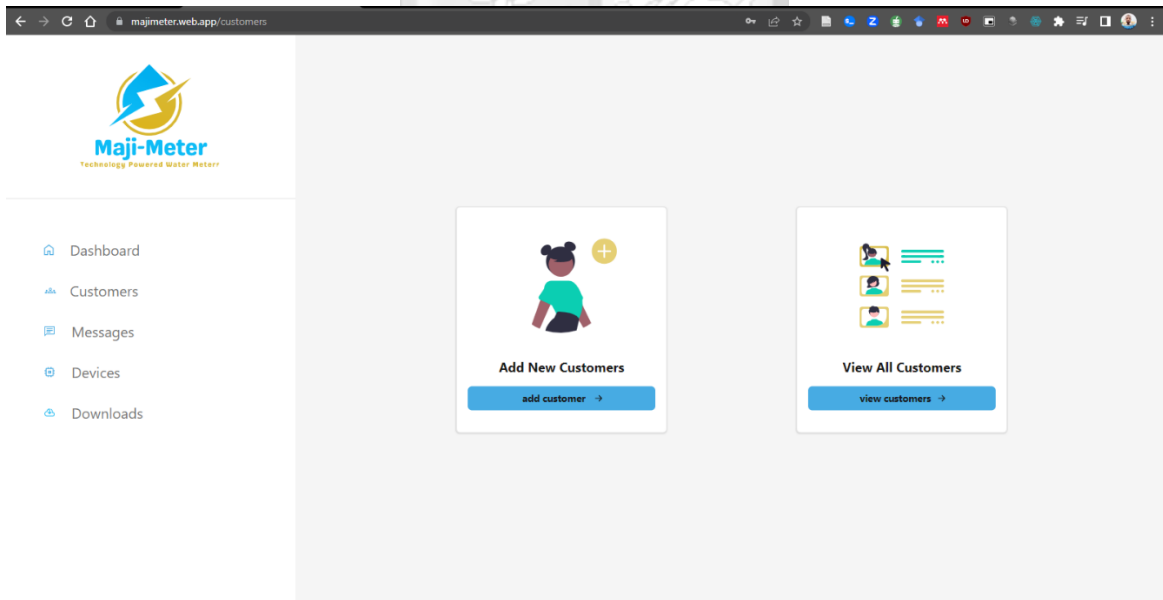 majimeter.web.app/customers
Maji-Meter
Technology Powered Water Meterr
Dashboard
Customers
Messages
Devices
Downloads
Add New Customers
add customer →
View All Customers
view customers →